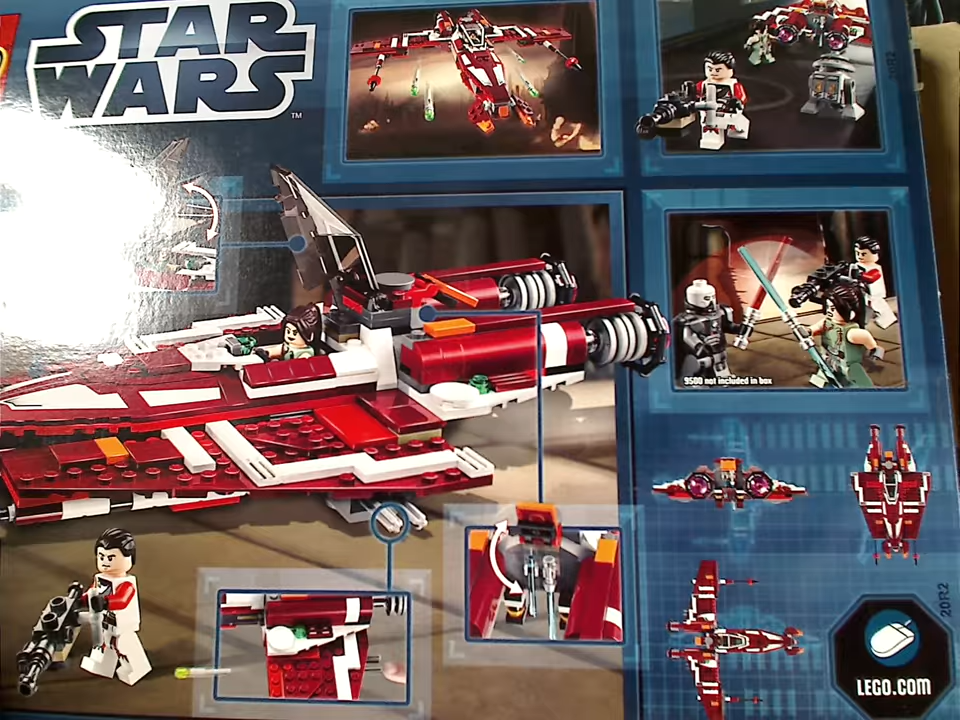 STAR
WARS
TM
9500 not included in box
20R2
20R2
LEGO.COM